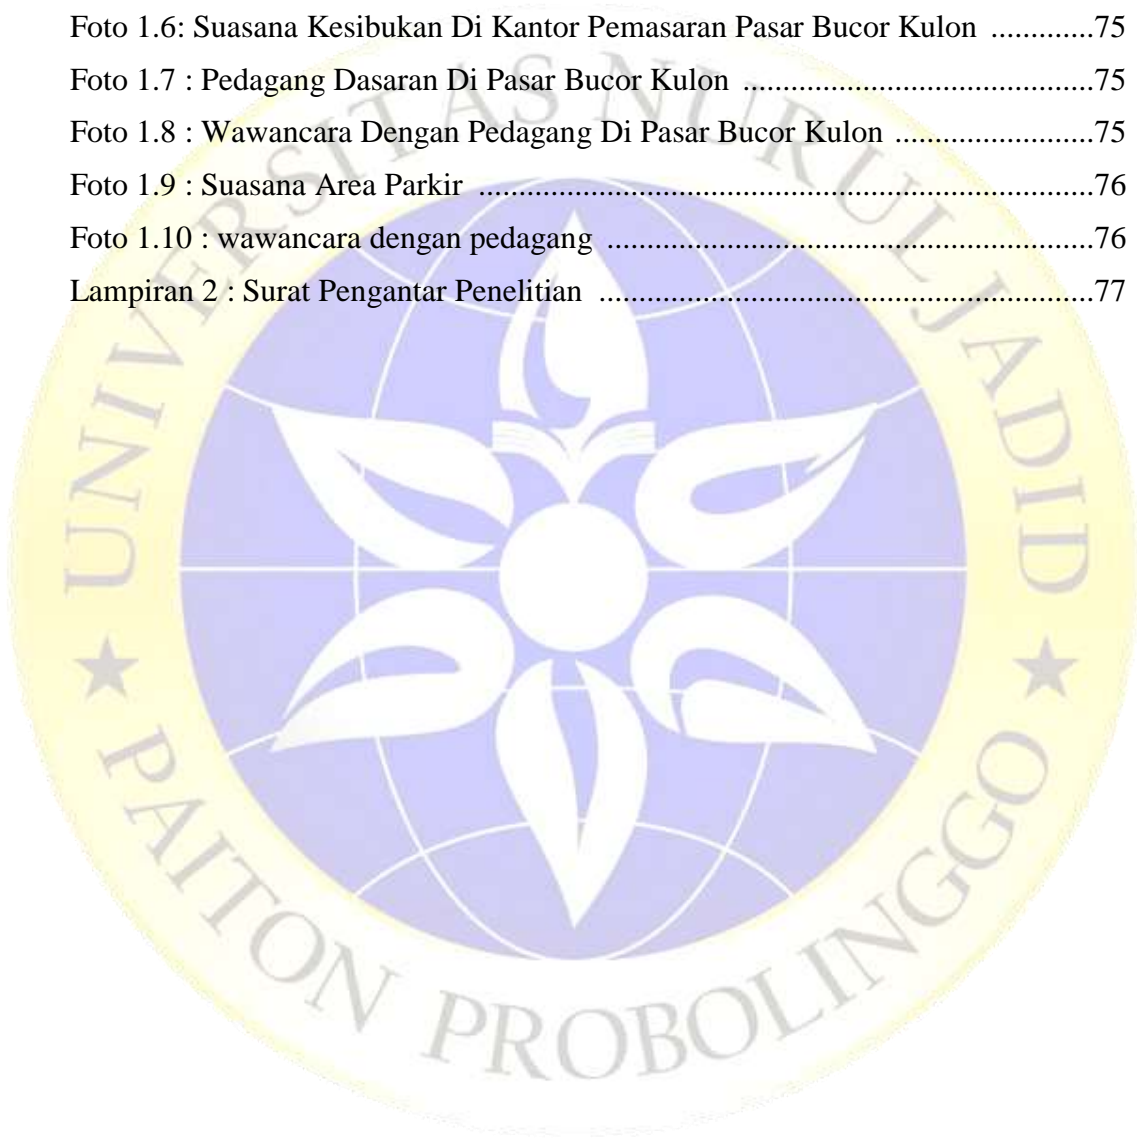 Foto 1.6: Suasana Kesibukan Di Kantor Pemasaran Pasar Bucor Kulon .............75
Foto 1.7 : Pedagang Dasaran Di Pasar Bucor Kulon .............................................75
Foto 1.8 : Wawancara Dengan Pedagang Di Pasar Bucor Kulon .........................75
Foto 1.9 : Suasana Area Parkir ..............................................................................76
Foto 1.10 : wawancara dengan pedagang ..............................................................76
Lampiran 2 : Surat Pengantar Penelitian ...............................................................77
UNIVERSITAS NURUL JADID
★ PAITON PROBOLINGGO ★